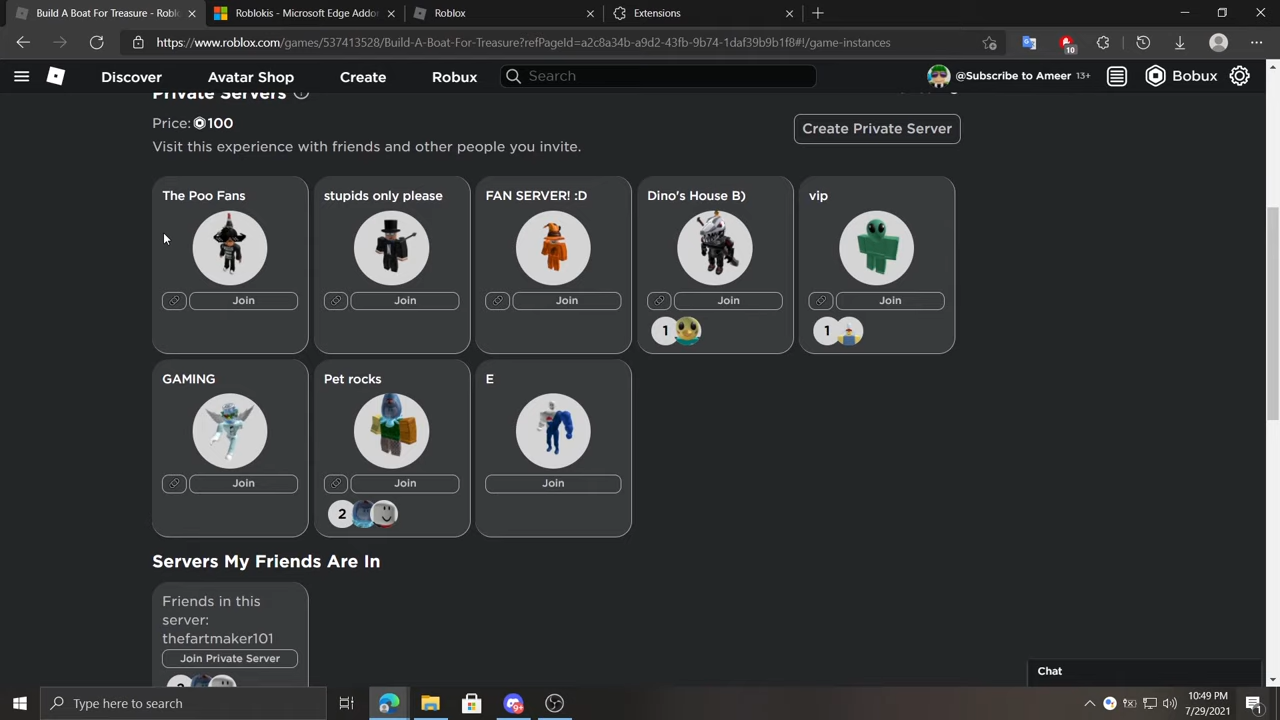 Build A Boat For Treasure - Roblo
Roblokis - Microsoft Edge Addon
Roblox
Extensions
https://www.roblox.com/games/537413528/Build-A-Boat-For-Treasure?refPageId=a2c8a34b-a9d2-43fb-9b74-1daf39b9b1f8#!/game-instances
10
Discover
Avatar Shop
Create
Robux
Search
@Subscribe to Ameer 13+
Bobux
Private Servers
Price: 100
Visit this experience with friends and other people you invite.
Create Private Server
The Poo Fans
stupids only please
FAN SERVER! :D
Dino's House B)
vip
Join
Join
Join
Join
Join
1
1
GAMING
Pet rocks
E
Join
Join
Join
2
Servers My Friends Are In
Friends in this
server:
thefartmaker101
Join Private Server
Chat
Type here to search
10:49 PM
7/29/2021
1